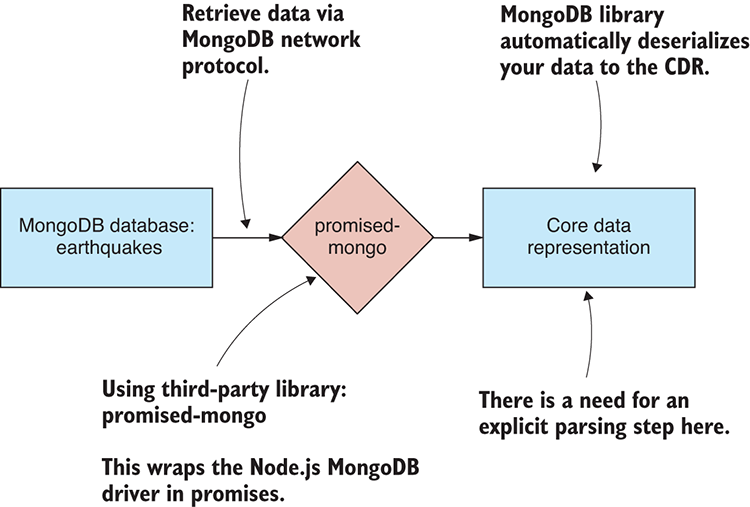 Retrieve data via
MongoDB network
protocol.
MongoDB library
automatically deserializes
your data to the CDR.
MongoDB database:
earthquakes
promised-
mongo
Core data
representation
Using third-party library:
promised-mongo
This wraps the Node.js MongoDB
driver in promises.
There is a need for an
explicit parsing step here.